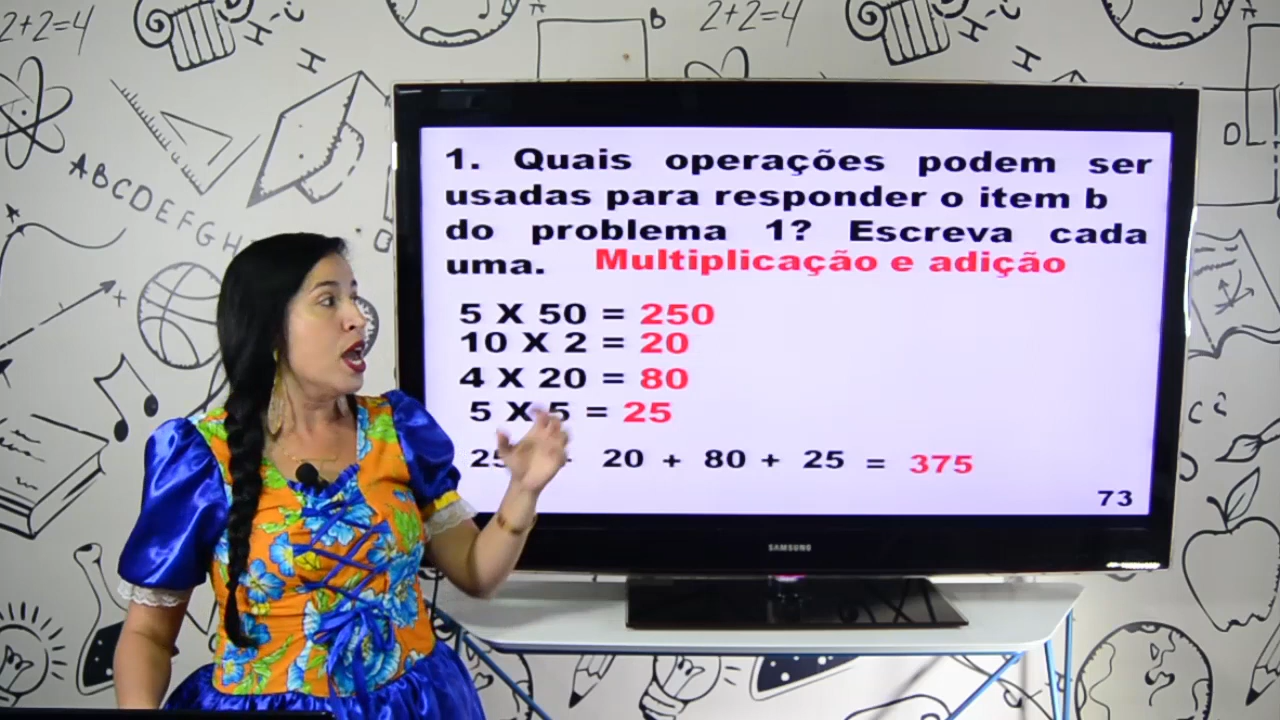 2+2=4
2+2=4
ABCDEFGH
1. Quais operações podem ser
usadas para responder o item b
do problema 1? Escreva cada
uma. Multiplicação e adição
5 X 50 = 250
10 X 2 = 20
4 X 20 = 80
5 X 5 = 25
20 + 80 + 25 = 375
73
SAMSUNG